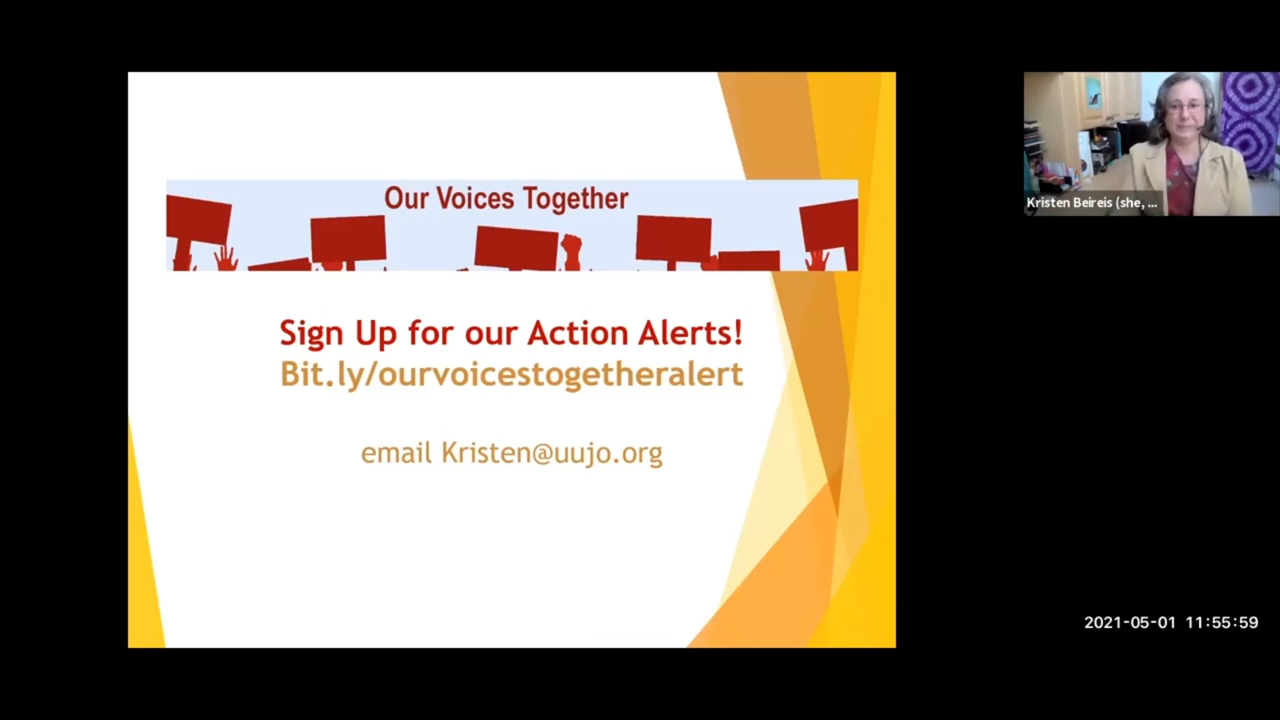 Our Voices Together
Sign Up for our Action Alerts!
Bit.ly/ourvoicestogetheralert
email Kristen@uujo.org
Kristen Beireis (she, ...
2021-05-01 11:55:59